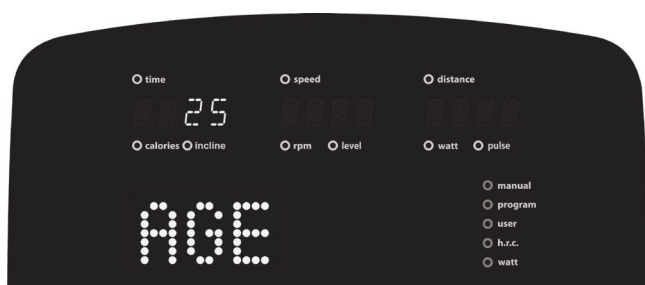 time speed distance
25
calories incline rpm level watt pulse
manual
program
user
h.r.c.
watt
AGE